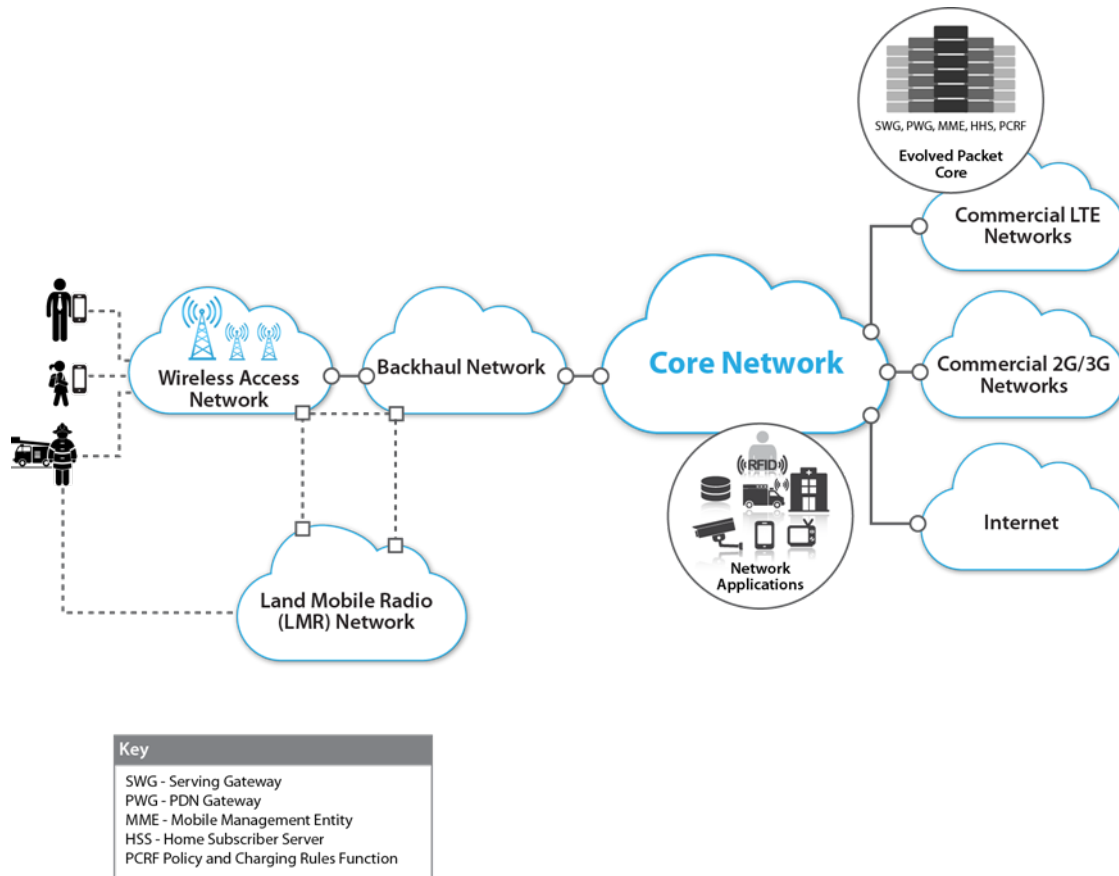 SWG, PWG, MME, HHS, PCRF
Evolved Packet
Core
Commercial LTE
Networks
Wireless Access
Network
Backhaul Network
Core Network
Commercial 2G/3G
Networks
RFID
Network
Applications
Internet
Land Mobile Radio
(LMR) Network
Key
SWG - Serving Gateway
PWG - PDN Gateway
MME - Mobile Management Entity
HSS - Home Subscriber Server
PCRF Policy and Charging Rules Function